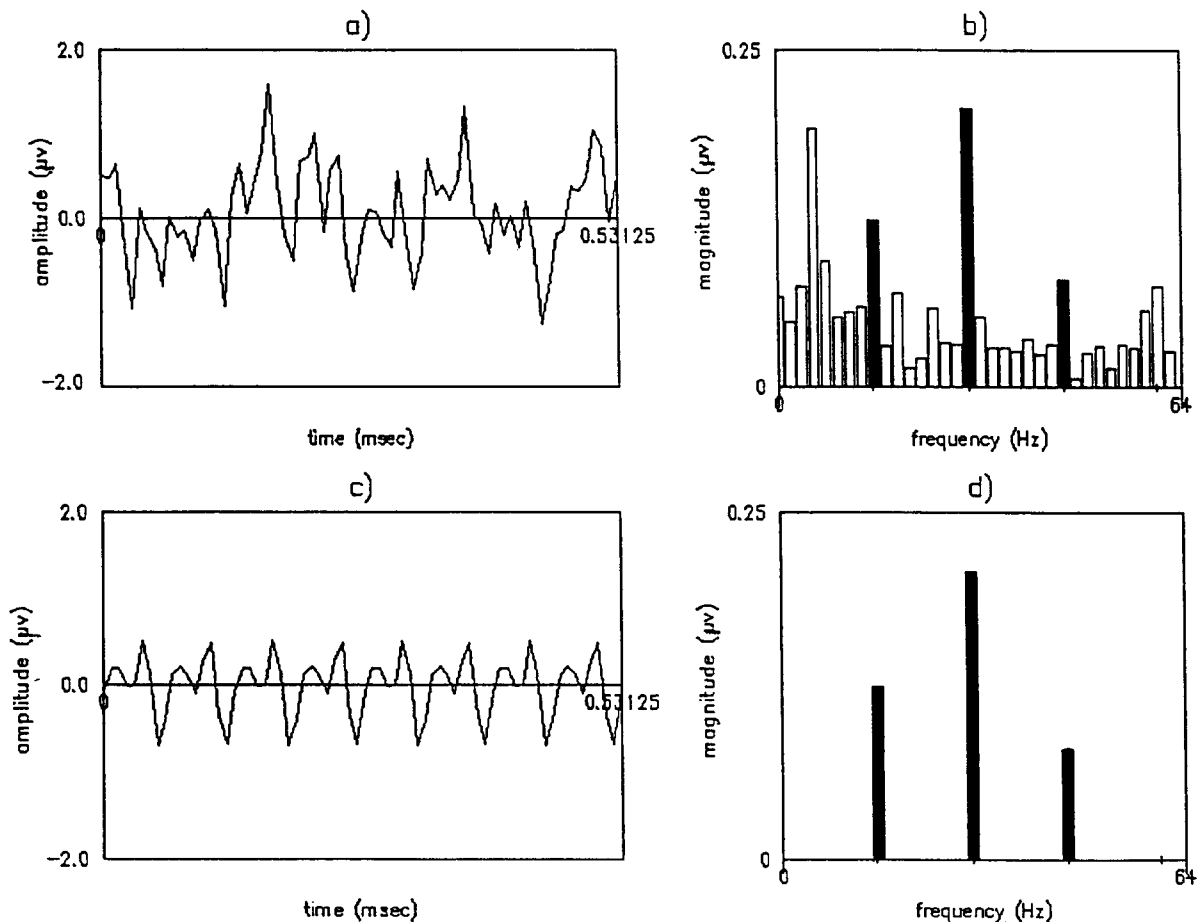 a)
2.0
0.0
−2.0
amplitude (µv)
0
0.53125
time (msec)
b)
0.25
0
magnitude (µv)
0
64
frequency (Hz)
c)
2.0
0.0
−2.0
amplitude (µv)
0
0.53125
time (msec)
d)
0.25
0
magnitude (µv)
0
64
frequency (Hz)